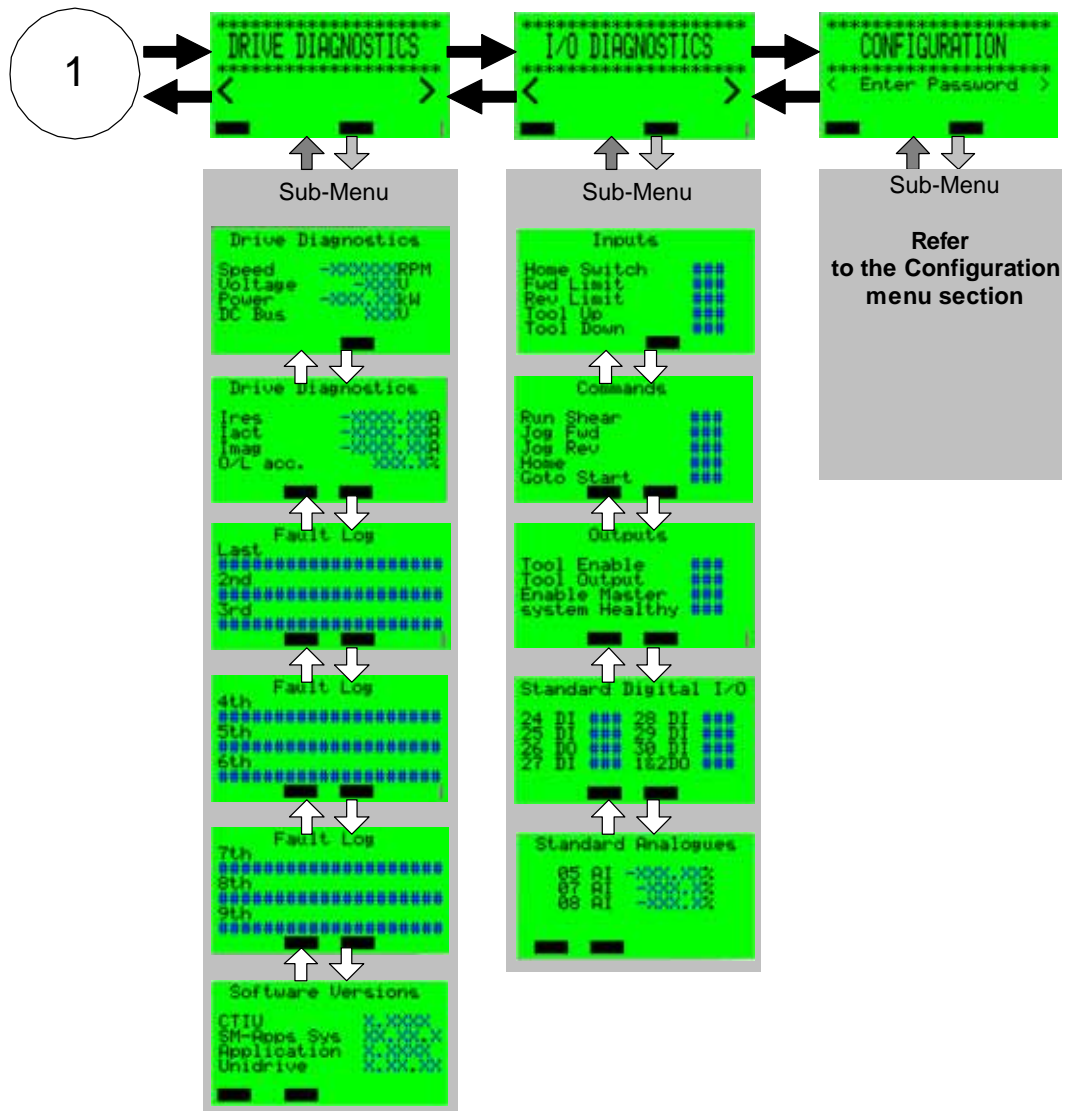 1
********************
DRIVE DIAGNOSTICS
********************
< >
********************
I/O DIAGNOSTICS
********************
< >
********************
CONFIGURATION
********************
< Enter Password >
Sub-Menu
Drive Diagnostics
Speed -XXXXXXXRPM
Voltage -XXXV
Power -XXX.XXkW
DC Bus XXXV
Drive Diagnostics
Ires -XXXX.XXA
Iact -XXXX.XXA
Imag -XXXX.XXA
O/L acc. XXX.X%
Fault Log
Last
####################
2nd
####################
3rd
####################
Fault Log
4th
####################
5th
####################
6th
####################
Fault Log
7th
####################
8th
####################
9th
####################
Software Versions
CTIU X.XXXX
SM-Apps Sys XX.XX.X
Application X.XXXX
Unidrive X.XX.XX
Sub-Menu
Inputs
Home Switch ###
Fwd Limit ###
Rev Limit ###
Tool Up ###
Tool Down ###
Commands
Run Shear ###
Jog Fwd ###
Jog Rev ###
Home ###
Goto Start ###
Outputs
Tool Enable ###
Tool Output ###
Enable Master ###
system Healthy ###
Standard Digital I/O
24 DI ### 28 DI ###
25 DI ### 29 DI ###
26 DO ### 30 DI ###
27 DI ### 1&2DO ###
Standard Analogues
05 AI -XXX.XX%
07 AI -XXX.X%
08 AI -XXX.X%
Sub-Menu
Refer
to the Configuration
menu section